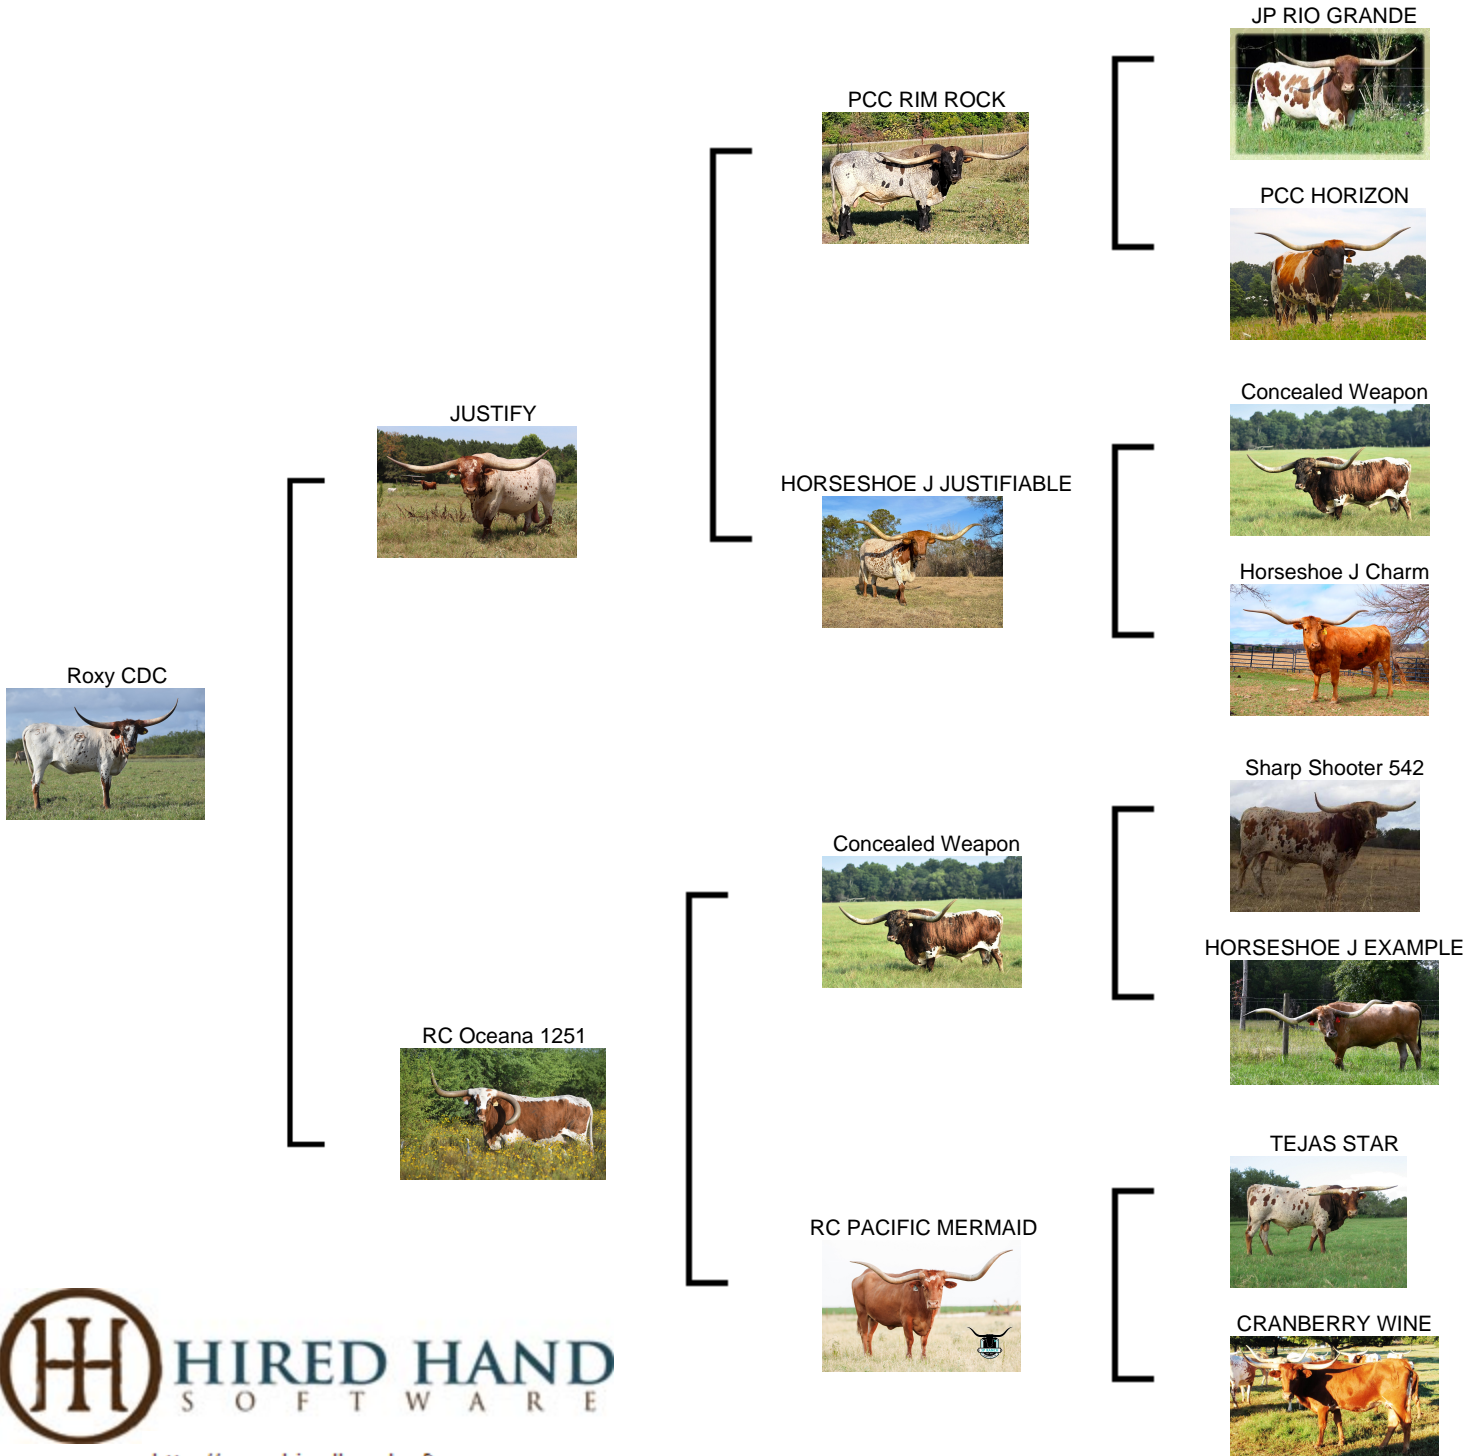 JP RIO GRANDE
PCC RIM ROCK
PCC HORIZON
JUSTIFY
Concealed Weapon
HORSESHOE J JUSTIFIABLE
Horseshoe J Charm
Roxy CDC
Sharp Shooter 542
Concealed Weapon
HORSESHOE J EXAMPLE
RC Oceana 1251
TEJAS STAR
RC PACIFIC MERMAID
CRANBERRY WINE
HIRED HAND
SOFTWARE